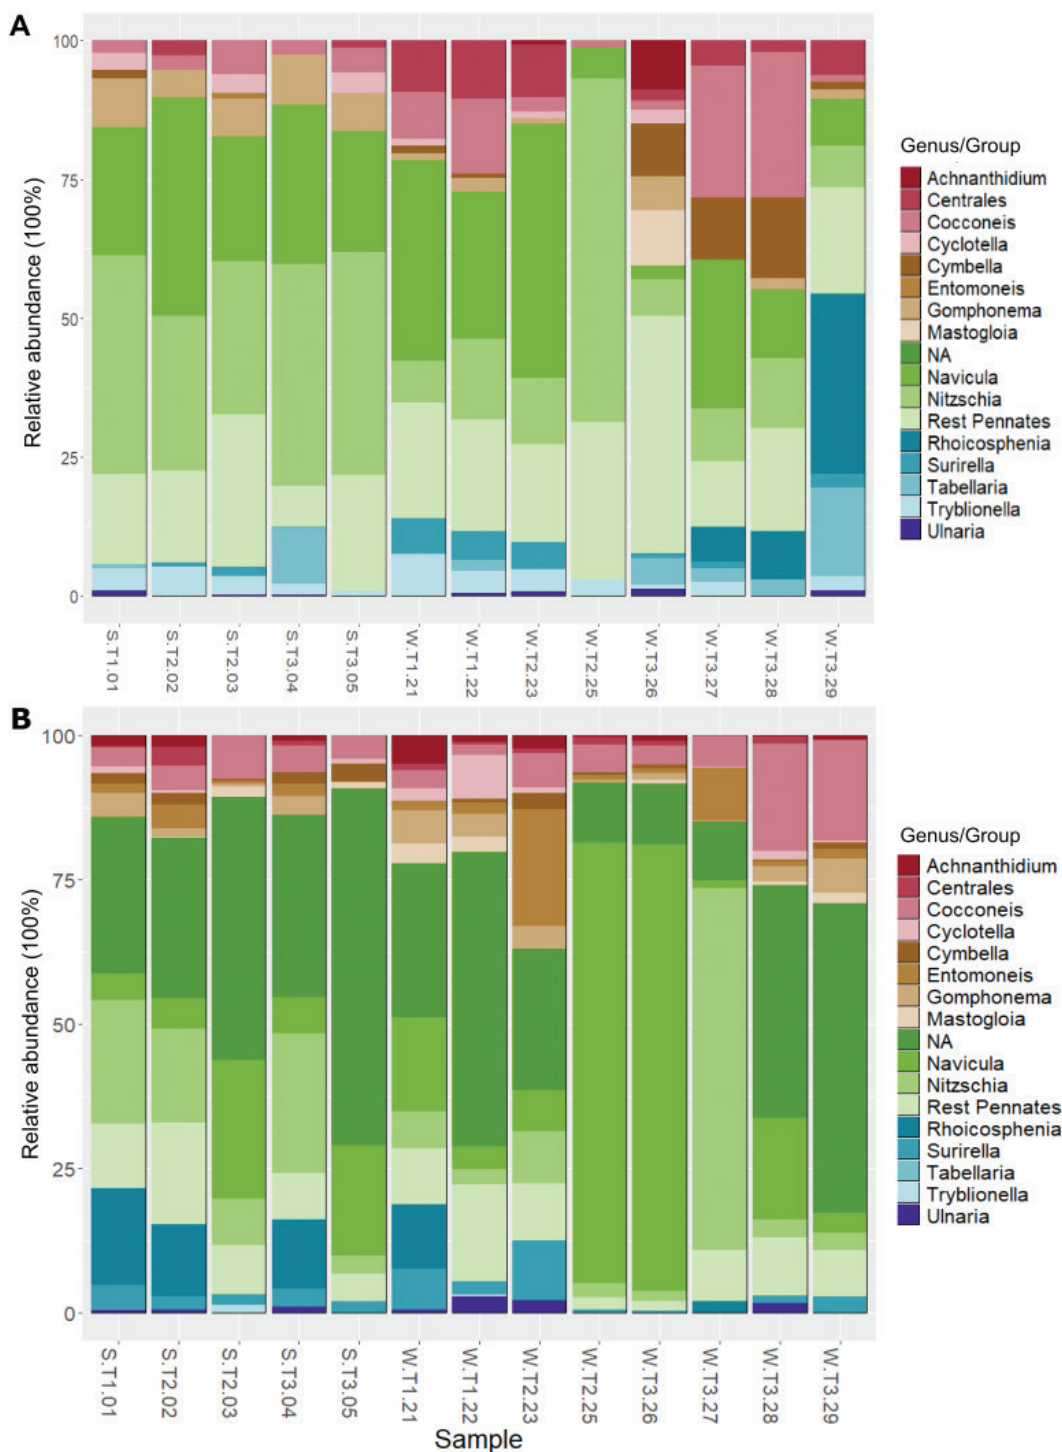 A
Relative abundance (100%)
100
75
50
25
0
S.T1.01
S.T2.02
S.T2.03
S.T3.04
S.T3.05
W.T1.21
W.T1.22
W.T2.23
W.T2.25
W.T3.26
W.T3.27
W.T3.28
W.T3.29
Genus/Group
Achnanthidium
Centrales
Cocconeis
Cyclotella
Cymbella
Entomoneis
Gomphonema
Mastogloia
NA
Navicula
Nitzschia
Rest Pennates
Rhoicosphenia
Surirella
Tabellaria
Tryblionella
Ulnaria
B
Relative abundance (100%)
100
75
50
25
0
S.T1.01
S.T2.02
S.T2.03
S.T3.04
S.T3.05
W.T1.21
W.T1.22
W.T2.23
W.T2.25
W.T3.26
W.T3.27
W.T3.28
W.T3.29
Sample
Genus/Group
Achnanthidium
Centrales
Cocconeis
Cyclotella
Cymbella
Entomoneis
Gomphonema
Mastogloia
NA
Navicula
Nitzschia
Rest Pennates
Rhoicosphenia
Surirella
Tabellaria
Tryblionella
Ulnaria